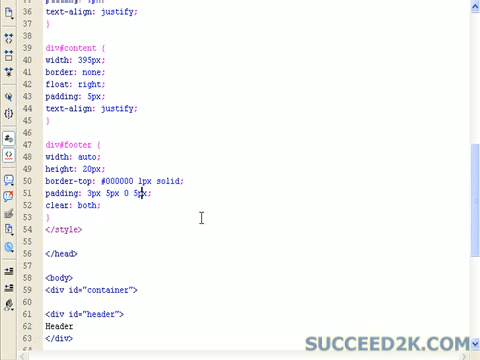 36 text-align: justify;
37 }
38
39 div#content {
40 width: 395px;
41 border: none;
42 float: right;
43 padding: 5px;
44 text-align: justify;
45 }
46
47 div#footer {
48 width: auto;
49 height: 20px;
50 border-top: #000000 1px solid;
51 padding: 3px 5px 0 5px;
52 clear: both;
53 }
54 </style>
55
56 </head>
57
58 <body>
59 <div id="container">
60
61 <div id="header">
62 Header
63 </div>
SUCCEED2K.COM